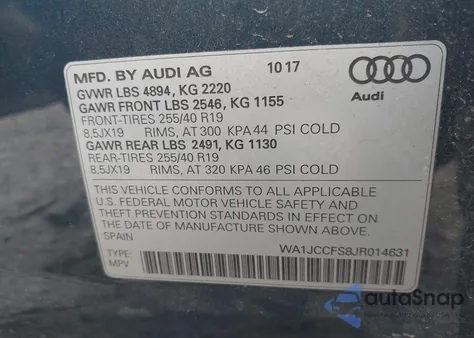 MFD. BY AUDI AG 10 17
GVWR LBS 4894, KG 2220
GAWR FRONT LBS 2546, KG 1155
FRONT-TIRES 255/40 R19
8,5JX19 RIMS, AT 300 KPA 44 PSI COLD
GAWR REAR LBS 2491, KG 1130
REAR-TIRES 255/40 R19
8,5JX19 RIMS, AT 320 KPA 46 PSI COLD
Audi
THIS VEHICLE CONFORMS TO ALL APPLICABLE
U.S. FEDERAL MOTOR VEHICLE SAFETY AND
THEFT PREVENTION STANDARDS IN EFFECT ON
THE DATE OF MANUFACTURE SHOWN ABOVE.
SPAIN
TYPE: WA1JCCFS8JR014631
MPV
autoSnap